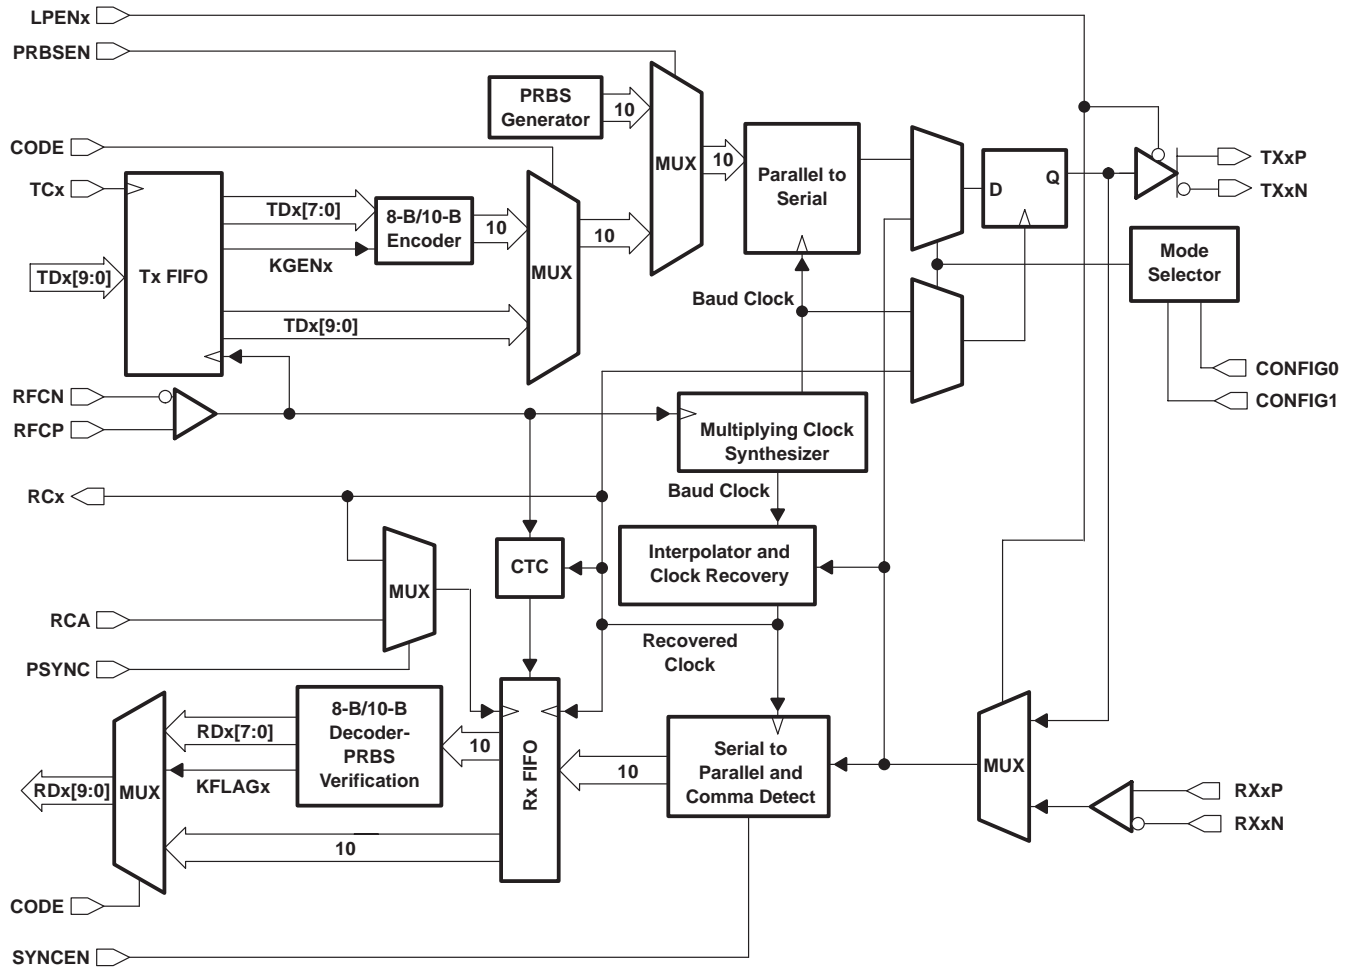 LPENx
PRBSEN
PRBS
Generator
10
CODE
MUX
10
TCx
TDx[7:0]
8-B/10-B
Encoder
10
10
KGENx
TDx[9:0]
Tx FIFO
MUX
TDx[9:0]
Parallel to
Serial
D
Q
TXxP
TXxN
Mode
Selector
Baud Clock
CONFIG0
CONFIG1
RFCN
RFCP
Multiplying Clock
Synthesizer
RCx
Baud Clock
CTC
Interpolator and
Clock Recovery
MUX
RCA
Recovered
Clock
PSYNC
8-B/10-B
Decoder-
PRBS
Verification
RDx[7:0]
10
Rx FIFO
10
Serial to
Parallel and
Comma Detect
MUX
KFLAGx
RDx[9:0]
MUX
10
RXxP
RXxN
CODE
SYNCEN